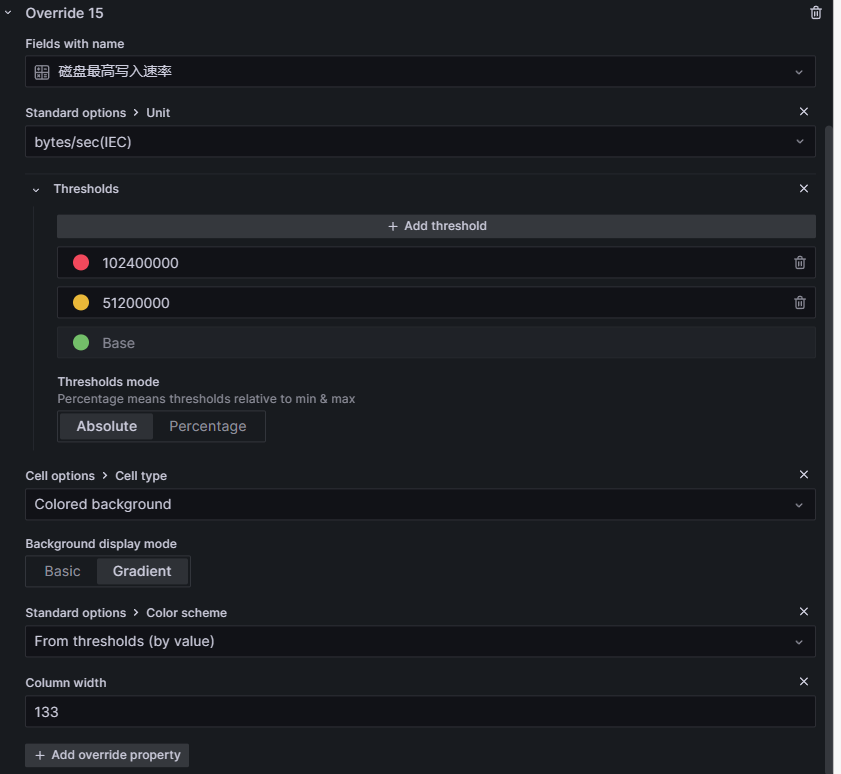 Override 15
Fields with name
磁盘最高写入速率
Standard options > Unit
bytes/sec(IEC)
Thresholds
+ Add threshold
102400000
51200000
Base
Thresholds mode
Percentage means thresholds relative to min & max
Absolute Percentage
Cell options > Cell type
Colored background
Background display mode
Basic Gradient
Standard options > Color scheme
From thresholds (by value)
Column width
133
+ Add override property